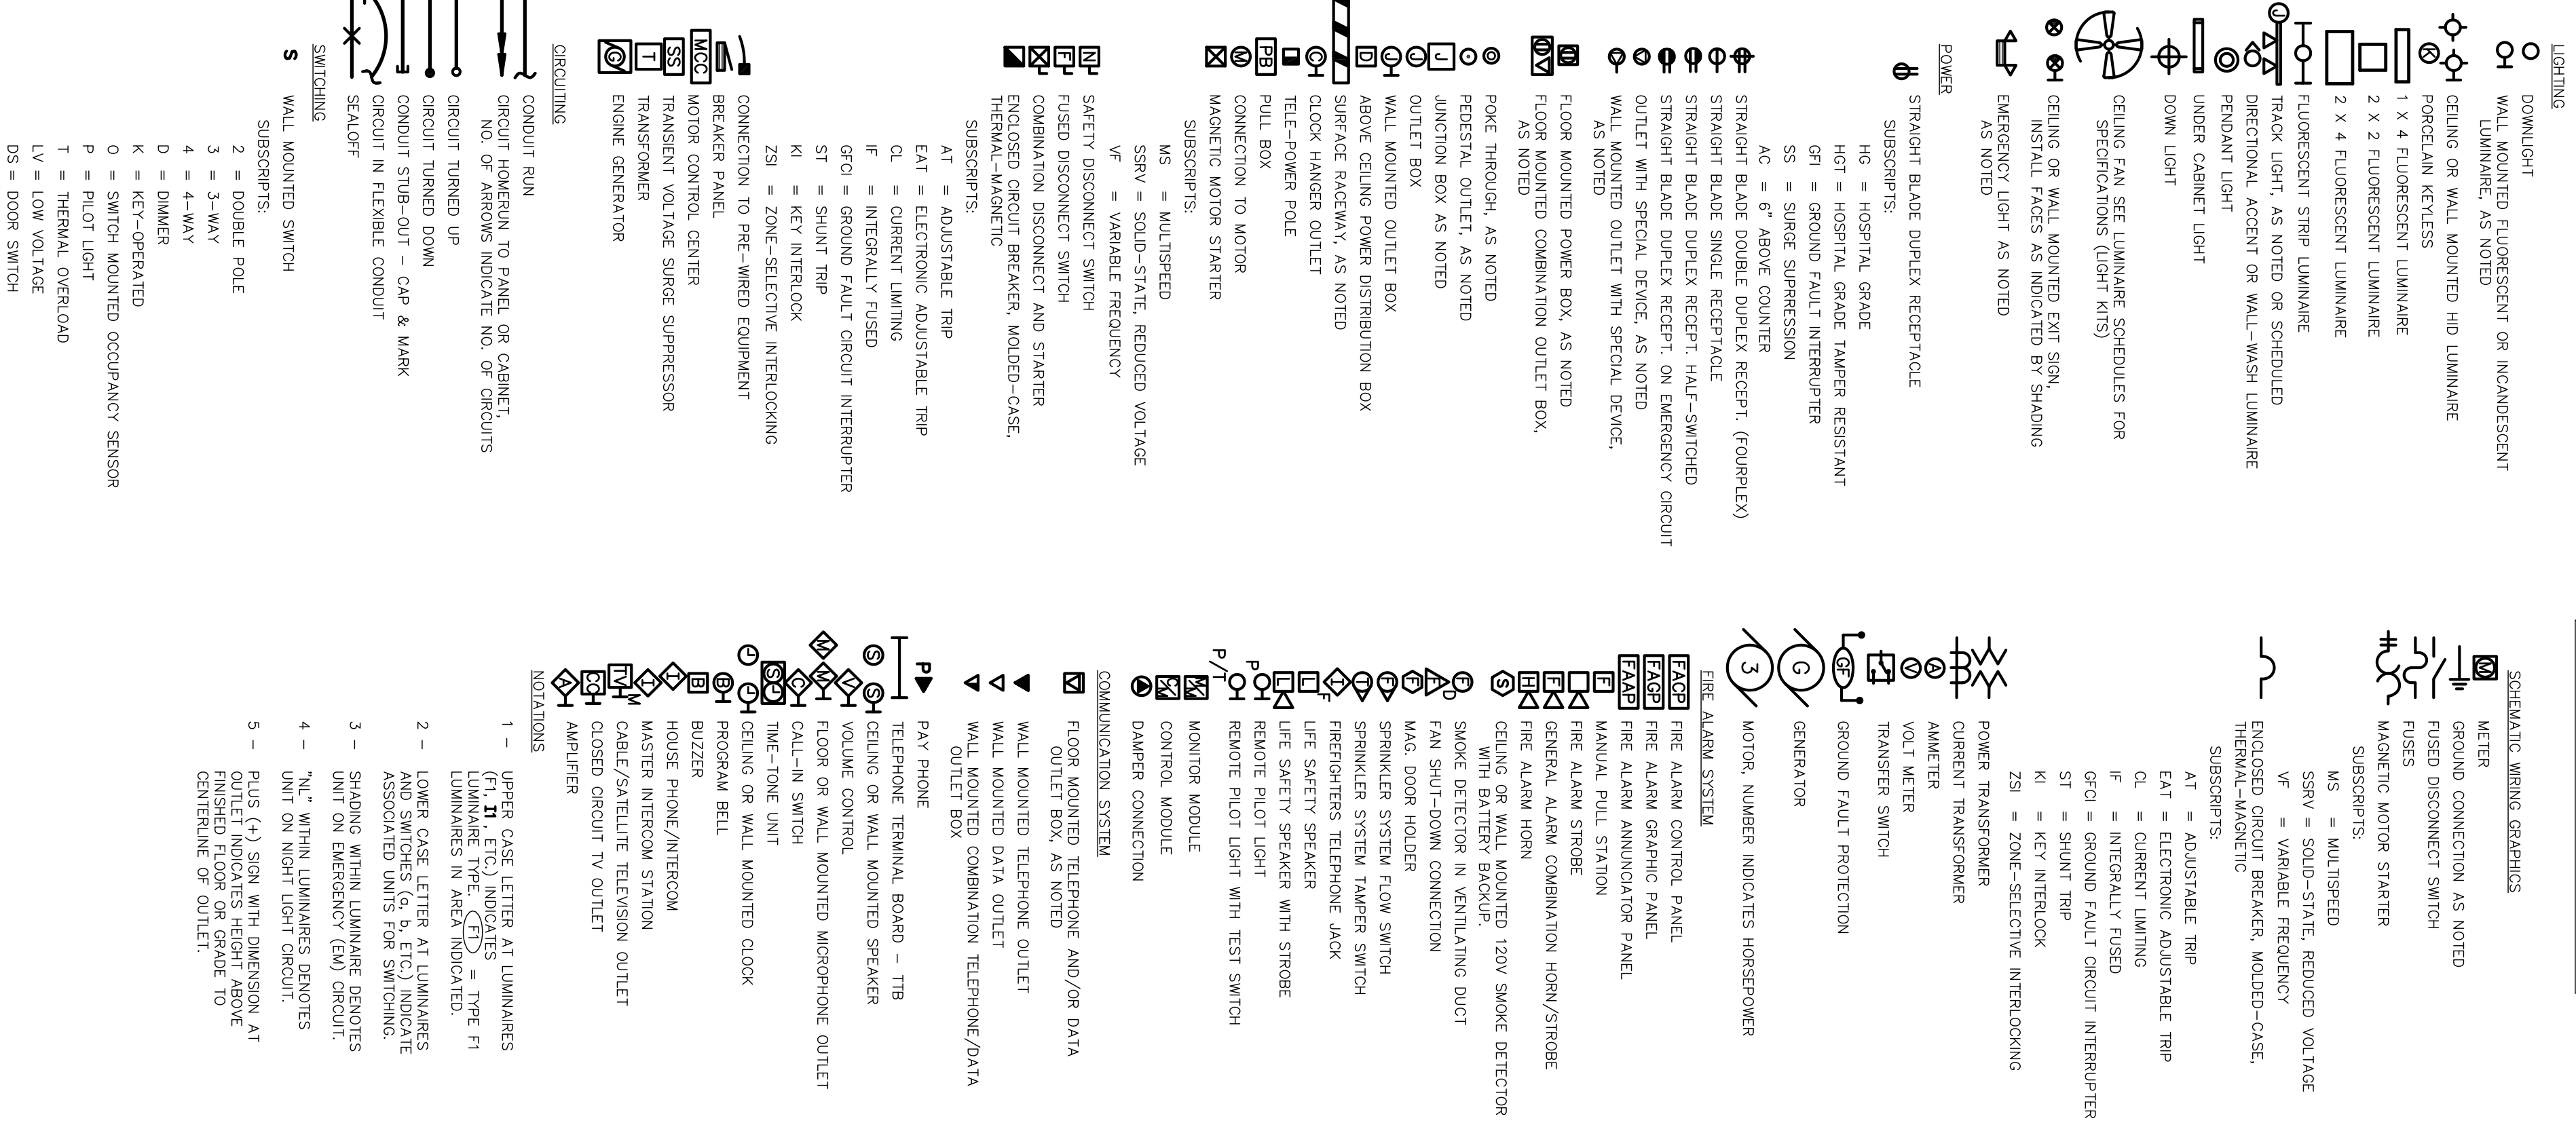 LIGHTING
DOWNLIGHT
WALL MOUNTED FLUORESCENT OR INCANDESCENT
LUMINAIRE, AS NOTED
CEILING OR WALL MOUNTED HID LUMINAIRE
K PORCELAIN KEYLESS
1 X 4 FLUORESCENT LUMINAIRE
2 X 2 FLUORESCENT LUMINAIRE
2 X 4 FLUORESCENT LUMINAIRE
FLUORESCENT STRIP LUMINAIRE
J TRACK LIGHT, AS NOTED OR SCHEDULED
DIRECTIONAL ACCENT OR WALL-WASH LUMINAIRE
PENDANT LIGHT
UNDER CABINET LIGHT
DOWN LIGHT
CEILING FAN SEE LUMINAIRE SCHEDULES FOR
SPECIFICATIONS (LIGHT KITS)
CEILING OR WALL MOUNTED EXIT SIGN,
INSTALL FACES AS INDICATED BY SHADING
EMERGENCY LIGHT AS NOTED
AS NOTED
POWER
STRAIGHT BLADE DUPLEX RECEPTACLE
SUBSCRIPTS:
HG = HOSPITAL GRADE
HGT = HOSPITAL GRADE TAMPER RESISTANT
GFI = GROUND FAULT INTERRUPTER
SS = SURGE SUPRRESSION
AC = 6" ABOVE COUNTER
STRAIGHT BLADE DOUBLE DUPLEX RECEPT. (FOURPLEX)
STRAIGHT BLADE SINGLE RECEPTACLE
STRAIGHT BLADE DUPLEX RECEPT. HALF-SWITCHED
STRAIGHT BLADE DUPLEX RECEPT. ON EMERGENCY CIRCUIT
OUTLET WITH SPECIAL DEVICE, AS NOTED
WALL MOUNTED OUTLET WITH SPECIAL DEVICE,
AS NOTED
FLOOR MOUNTED POWER BOX, AS NOTED
FLOOR MOUNTED COMBINATION OUTLET BOX,
AS NOTED
POKE THROUGH, AS NOTED
PEDESTAL OUTLET, AS NOTED
J JUNCTION BOX AS NOTED
J OUTLET BOX
J WALL MOUNTED OUTLET BOX
D ABOVE CEILING POWER DISTRIBUTION BOX
SURFACE RACEWAY, AS NOTED
C CLOCK HANGER OUTLET
TELE-POWER POLE
PB PULL BOX
M CONNECTION TO MOTOR
MAGNETIC MOTOR STARTER
SUBSCRIPTS:
MS = MULTISPEED
SSRV = SOLID-STATE, REDUCED VOLTAGE
VF = VARIABLE FREQUENCY
N SAFETY DISCONNECT SWITCH
F FUSED DISCONNECT SWITCH
COMBINATION DISCONNECT AND STARTER
ENCLOSED CIRCUIT BREAKER, MOLDED-CASE,
THERMAL-MAGNETIC
SUBSCRIPTS:
AT = ADJUSTABLE TRIP
EAT = ELECTRONIC ADJUSTABLE TRIP
CL = CURRENT LIMITING
IF = INTEGRALLY FUSED
GFCI = GROUND FAULT CIRCUIT INTERRUPTER
ST = SHUNT TRIP
KI = KEY INTERLOCK
ZSI = ZONE-SELECTIVE INTERLOCKING
CONNECTION TO PRE-WIRED EQUIPMENT
BREAKER PANEL
MCC MOTOR CONTROL CENTER
SS TRANSIENT VOLTAGE SURGE SUPPRESSOR
T TRANSFORMER
G ENGINE GENERATOR
CIRCUITING
CONDUIT RUN
CIRCUIT HOMERUN TO PANEL OR CABINET,
NO. OF ARROWS INDICATE NO. OF CIRCUITS
CIRCUIT TURNED UP
CIRCUIT TURNED DOWN
CONDUIT STUB-OUT - CAP & MARK
CIRCUIT IN FLEXIBLE CONDUIT
SEALOFF
SWITCHING
S WALL MOUNTED SWITCH
SUBSCRIPTS:
2 = DOUBLE POLE
3 = 3-WAY
4 = 4-WAY
D = DIMMER
K = KEY-OPERATED
O = SWITCH MOUNTED OCCUPANCY SENSOR
P = PILOT LIGHT
T = THERMAL OVERLOAD
LV = LOW VOLTAGE
DS = DOOR SWITCH
SCHEMATIC WIRING GRAPHICS
M METER
GROUND CONNECTION AS NOTED
FUSED DISCONNECT SWITCH
FUSES
MAGNETIC MOTOR STARTER
SUBSCRIPTS:
MS = MULTISPEED
SSRV = SOLID-STATE, REDUCED VOLTAGE
VF = VARIABLE FREQUENCY
ENCLOSED CIRCUIT BREAKER, MOLDED-CASE,
THERMAL-MAGNETIC
SUBSCRIPTS:
AT = ADJUSTABLE TRIP
EAT = ELECTRONIC ADJUSTABLE TRIP
CL = CURRENT LIMITING
IF = INTEGRALLY FUSED
GFCI = GROUND FAULT CIRCUIT INTERRUPTER
ST = SHUNT TRIP
KI = KEY INTERLOCK
ZSI = ZONE-SELECTIVE INTERLOCKING
POWER TRANSFORMER
CURRENT TRANSFORMER
A AMMETER
V VOLT METER
TRANSFER SWITCH
GF GROUND FAULT PROTECTION
G GENERATOR
3 MOTOR, NUMBER INDICATES HORSEPOWER
FIRE ALARM SYSTEM
FACP FIRE ALARM CONTROL PANEL
FAGP FIRE ALARM GRAPHIC PANEL
FAAP FIRE ALARM ANNUNCIATOR PANEL
F MANUAL PULL STATION
FIRE ALARM STROBE
F GENERAL ALARM COMBINATION HORN/STROBE
H FIRE ALARM HORN
S CEILING OR WALL MOUNTED 120V SMOKE DETECTOR
WITH BATTERY BACKUP.
F D SMOKE DETECTOR IN VENTILATING DUCT
F FAN SHUT-DOWN CONNECTION
F MAG. DOOR HOLDER
F SPRINKLER SYSTEM FLOW SWITCH
T SPRINKLER SYSTEM TAMPER SWITCH
I F FIREFIGHTERS TELEPHONE JACK
L LIFE SAFETY SPEAKER
L LIFE SAFETY SPEAKER WITH STROBE
P REMOTE PILOT LIGHT
P/T REMOTE PILOT LIGHT WITH TEST SWITCH
MM MONITOR MODULE
CM CONTROL MODULE
DAMPER CONNECTION
COMMUNICATION SYSTEM
FLOOR MOUNTED TELEPHONE AND/OR DATA
OUTLET BOX, AS NOTED
WALL MOUNTED TELEPHONE OUTLET
WALL MOUNTED DATA OUTLET
WALL MOUNTED COMBINATION TELEPHONE/DATA
OUTLET BOX
P PAY PHONE
TELEPHONE TERMINAL BOARD - TTB
S S CEILING OR WALL MOUNTED SPEAKER
V VOLUME CONTROL
M M FLOOR OR WALL MOUNTED MICROPHONE OUTLET
C CALL-IN SWITCH
S TIME-TONE UNIT
CEILING OR WALL MOUNTED CLOCK
B PROGRAM BELL
B BUZZER
I HOUSE PHONE/INTERCOM
I M MASTER INTERCOM STATION
TV CABLE/SATELLITE TELEVISION OUTLET
CC CLOSED CIRCUIT TV OUTLET
A AMPLIFIER
NOTATIONS
1 - UPPER CASE LETTER AT LUMINAIRES
(F1, I1, ETC.) INDICATES
LUMINAIRE TYPE. F1 = TYPE F1
LUMINAIRES IN AREA INDICATED.
2 - LOWER CASE LETTER AT LUMINAIRES
AND SWITCHES (a, b, ETC.) INDICATE
ASSOCIATED UNITS FOR SWITCHING.
3 - SHADING WITHIN LUMINAIRE DENOTES
UNIT ON EMERGENCY (EM) CIRCUIT.
4 - "NL" WITHIN LUMINAIRES DENOTES
UNIT ON NIGHT LIGHT CIRCUIT.
5 - PLUS (+) SIGN WITH DIMENSION AT
OUTLET INDICATES HEIGHT ABOVE
FINISHED FLOOR OR GRADE TO
CENTERLINE OF OUTLET.